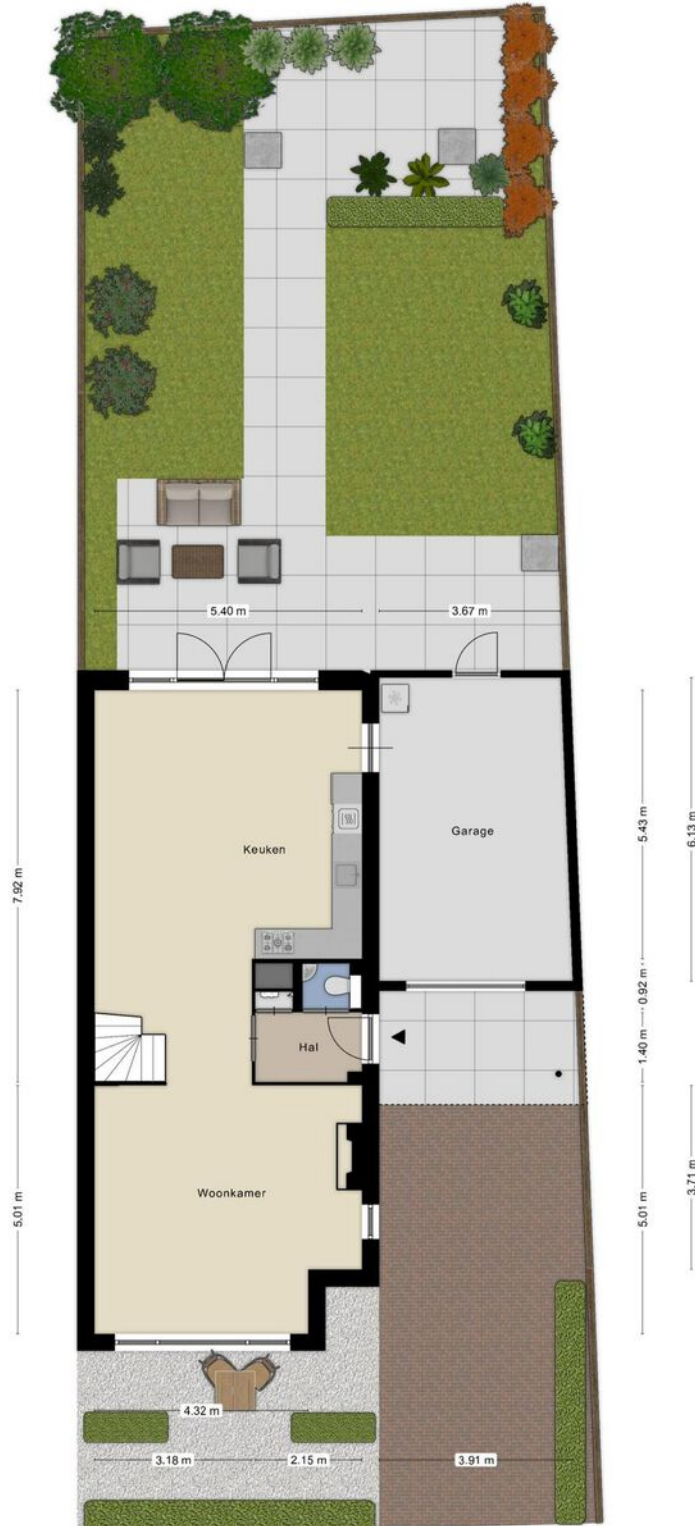 5.40 m
3.67 m
Keuken
Garage
7.92 m
5.43 m
6.13 m
0.92 m
1.40 m
Hal
Woonkamer
5.01 m
5.01 m
3.71 m
4.32 m
3.18 m
2.15 m
3.91 m